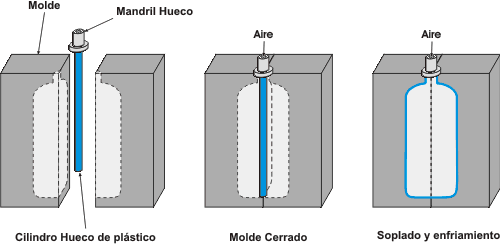 Molde
Mandril Hueco
Aire
Aire
Cilindro Hueco de plástico
Molde Cerrado
Soplado y enfriamiento